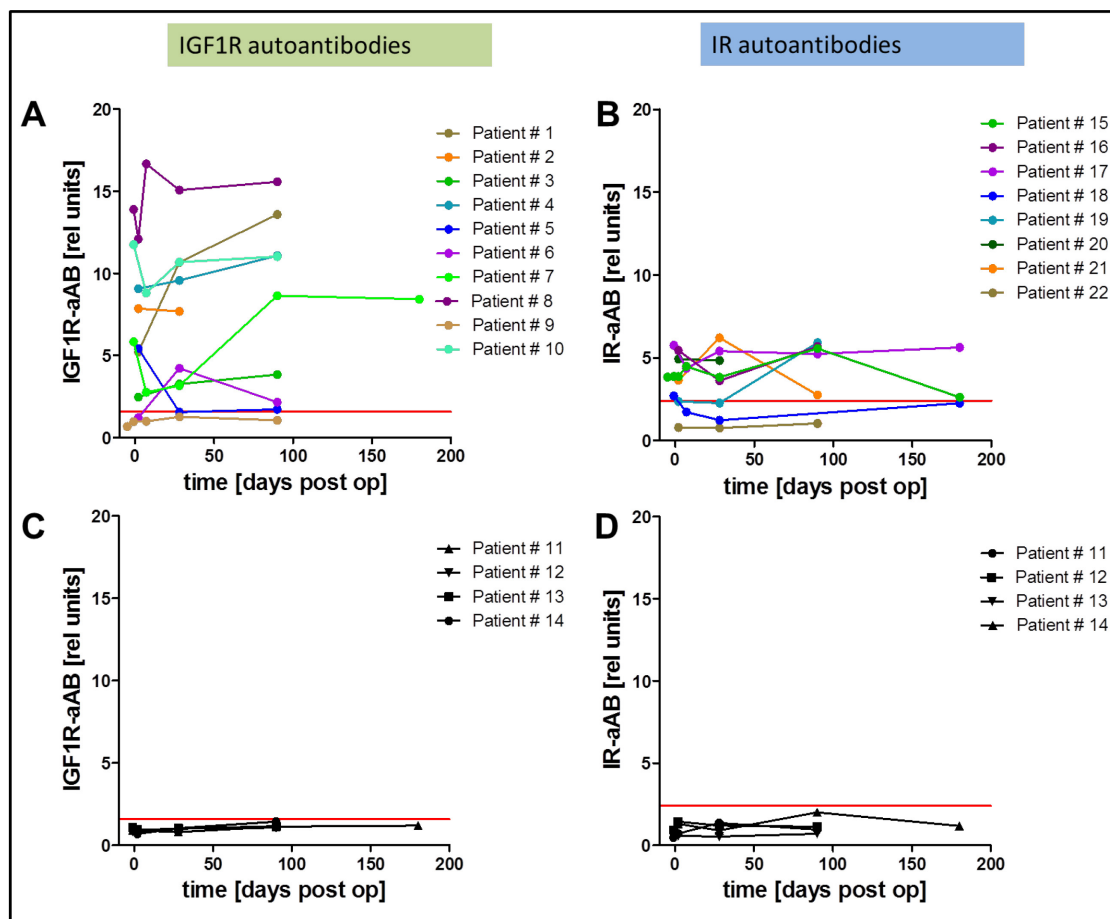 IGF1R autoantibodies
IR autoantibodies
A
IGF1R-aAB [rel units]
20
15
10
5
0
0
50
100
150
200
time [days post op]
Patient # 1
Patient # 2
Patient # 3
Patient # 4
Patient # 5
Patient # 6
Patient # 7
Patient # 8
Patient # 9
Patient # 10
B
IR-aAB [rel units]
20
15
10
5
0
0
50
100
150
200
time [days post op]
Patient # 15
Patient # 16
Patient # 17
Patient # 18
Patient # 19
Patient # 20
Patient # 21
Patient # 22
C
IGF1R-aAB [rel units]
20
15
10
5
0
0
50
100
150
200
time [days post op]
Patient # 11
Patient # 12
Patient # 13
Patient # 14
D
IR-aAB [rel units]
20
15
10
5
0
0
50
100
150
200
time [days post op]
Patient # 11
Patient # 12
Patient # 13
Patient # 14